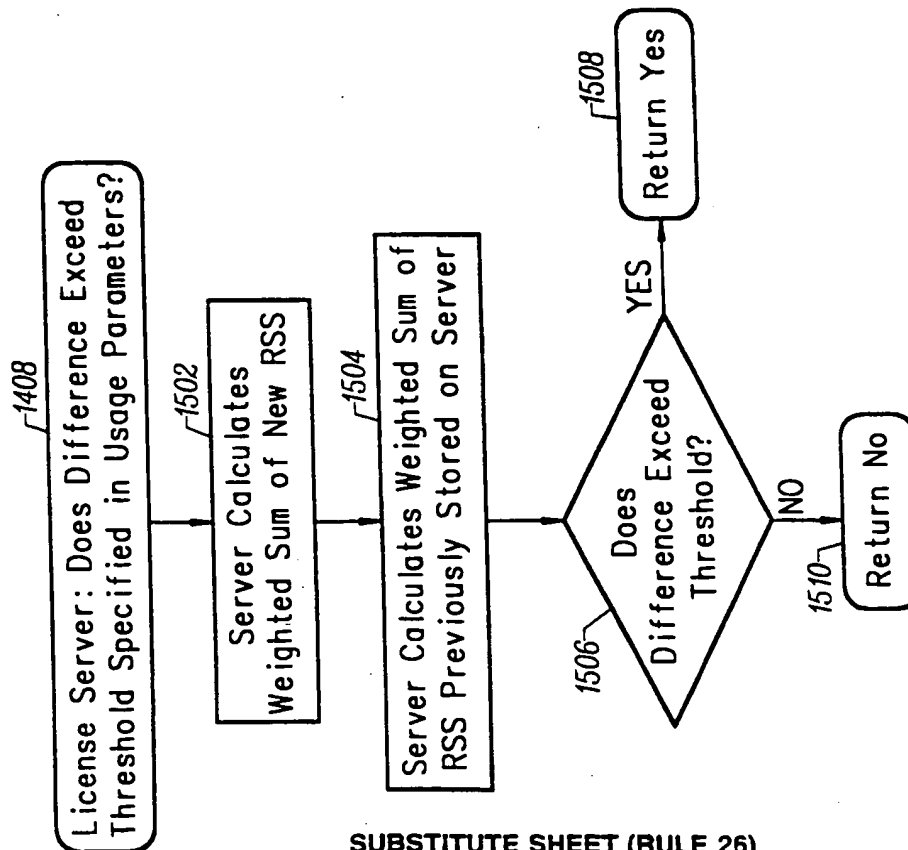 1408
License Server: Does Difference Exceed
Threshold Specified in Usage Parameters?
1502
Server Calculates
Weighted Sum of New RSS
1504
Server Calculates Weighted Sum of
RSS Previously Stored on Server
1506
Does
Difference Exceed
Threshold?
YES
1508
Return Yes
NO
1510
Return No
SUBSTITUTE SHEET (RULE 26)